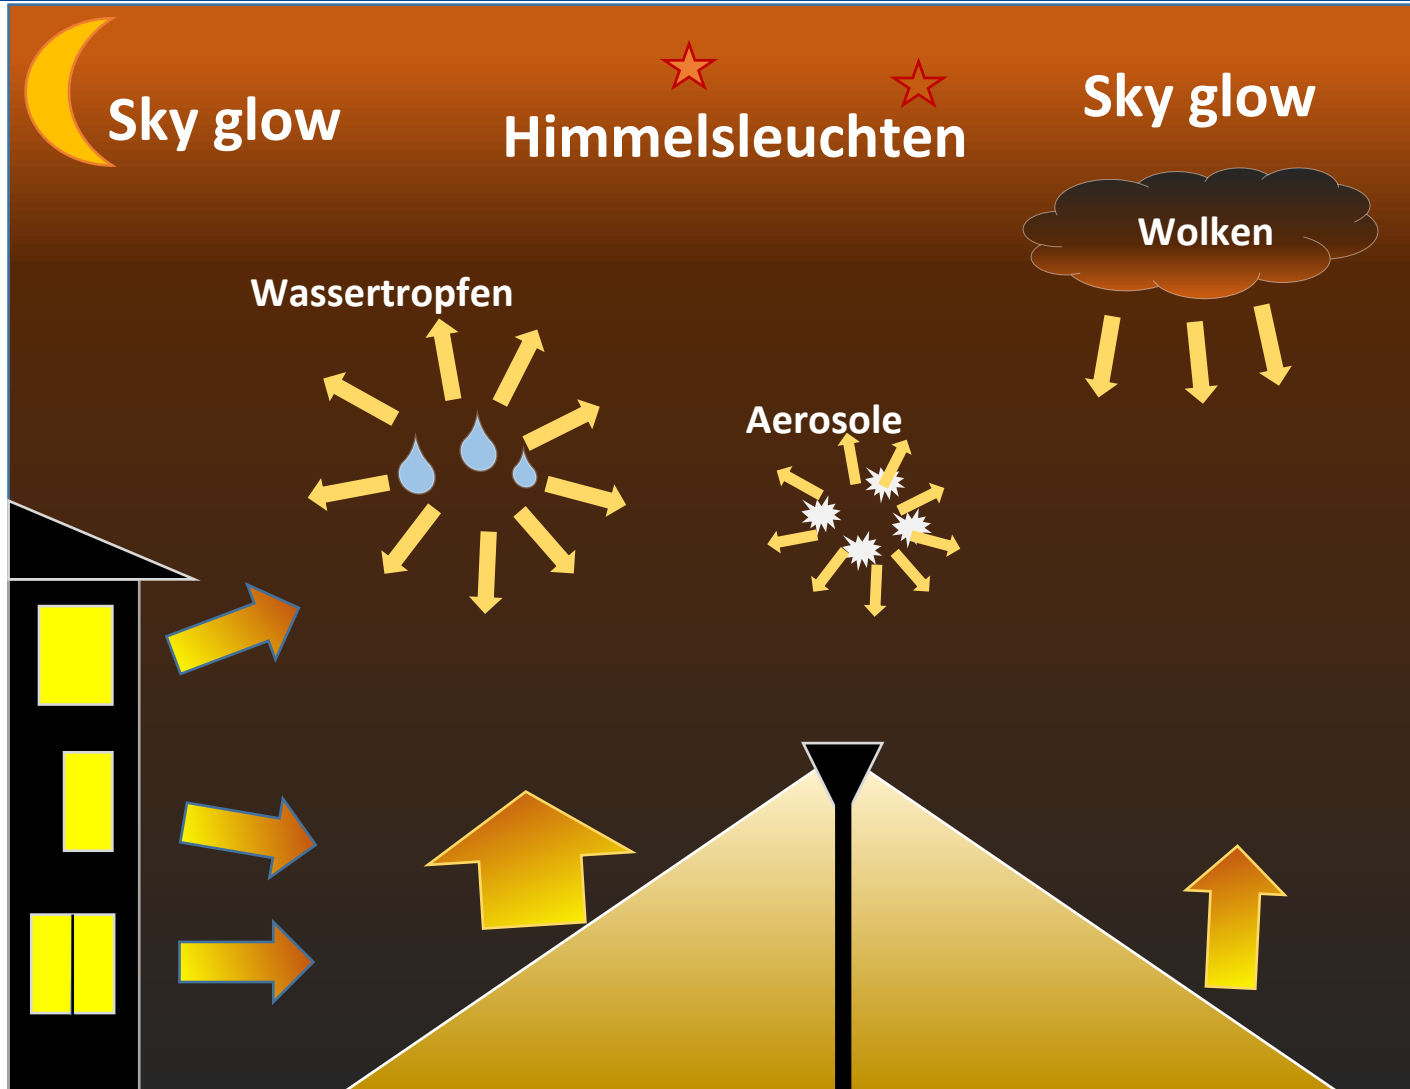 Sky glow
Himmelsleuchten
Sky glow
Wolken
Wassertropfen
Aerosole